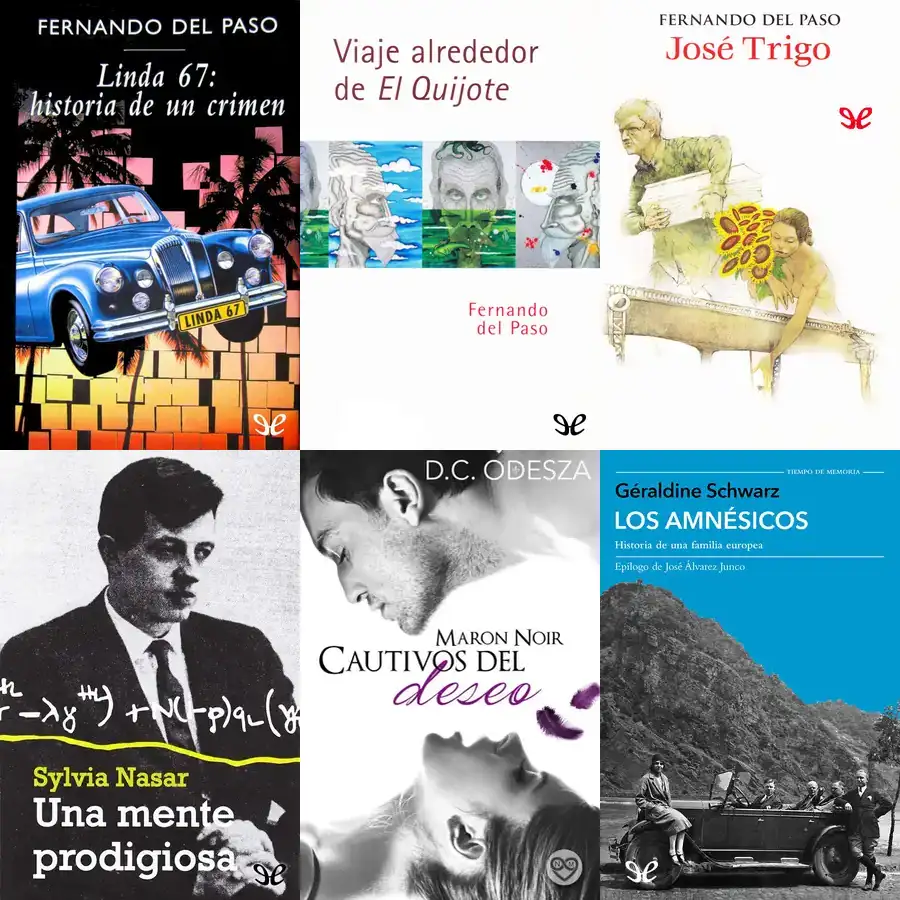 FERNANDO DEL PASO
Linda 67:
historia de un crimen
LINDA 67
Viaje alrededor
de El Quijote
Fernando
del Paso
FERNANDO DEL PASO
José Trigo
Sylvia Nasar
Una mente
prodigiosa
D.C. ODESZA
MARON NOIR
CAUTIVOS DEL
deseo
TIEMPO DE MEMORIA
Géraldine Schwarz
LOS AMNÉSICOS
Historia de una familia europea
Epílogo de José Álvarez Junco